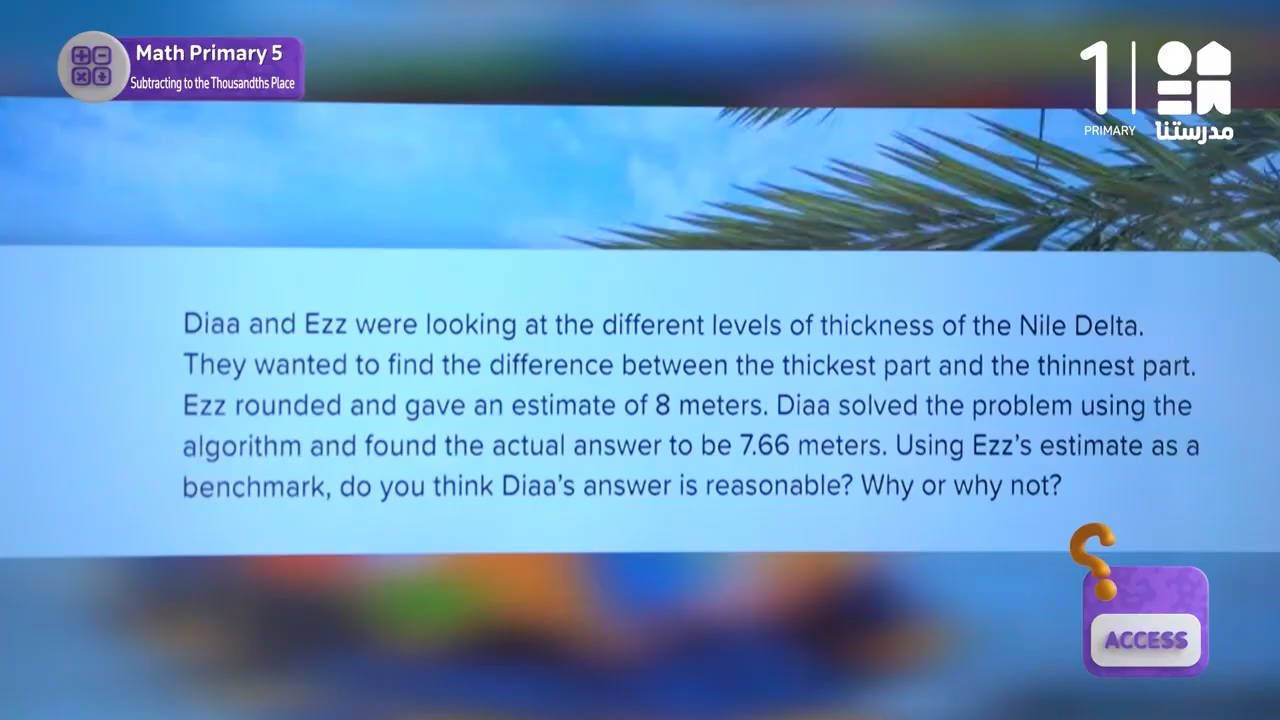 Math Primary 5
Subtracting to the Thousandths Place
1
PRIMARY
مدرستنا
Diaa and Ezz were looking at the different levels of thickness of the Nile Delta.
They wanted to find the difference between the thickest part and the thinnest part.
Ezz rounded and gave an estimate of 8 meters. Diaa solved the problem using the
algorithm and found the actual answer to be 7.66 meters. Using Ezz's estimate as a
benchmark, do you think Diaa's answer is reasonable? Why or why not?
ACCESS